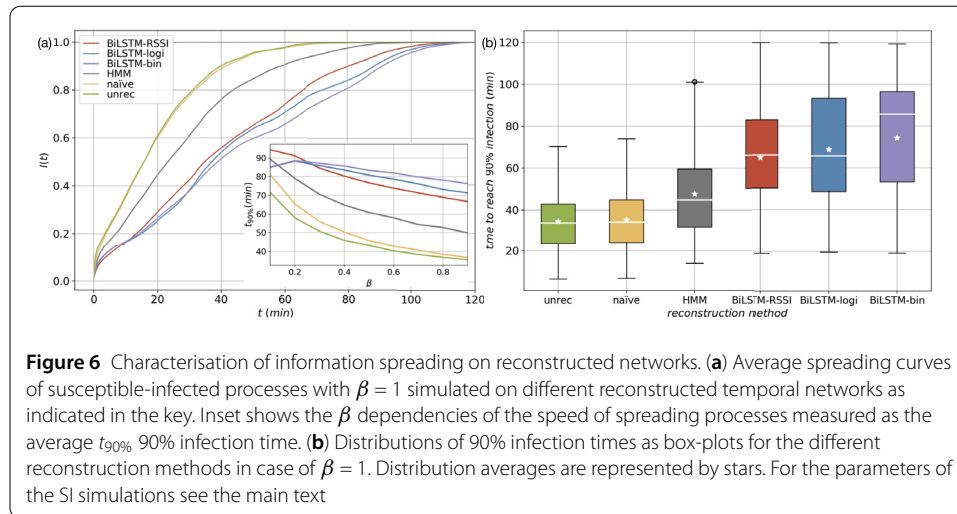 (a)
BiLSTM-RSSI
BiLSTM-logi
BiLSTM-bin
HMM
naïve
unrec
1.0
0.8
0.6
0.4
0.2
0.0
I(t)
0 20 40 60 80 100 120
t (min)
90
80
70
60
50
40
t90%(min)
0.2 0.4 0.6 0.8
β
(b)
120
100
80
60
40
20
time to reach 90% infection (min)
unrec naïve HMM BiLSTM-RSSI BiLSTM-logi BiLSTM-bin
reconstruction method
Figure 6 Characterisation of information spreading on reconstructed networks. (a) Average spreading curves
of susceptible-infected processes with β = 1 simulated on different reconstructed temporal networks as
indicated in the key. Inset shows the β dependencies of the speed of spreading processes measured as the
average t90% 90% infection time. (b) Distributions of 90% infection times as box-plots for the different
reconstruction methods in case of β = 1. Distribution averages are represented by stars. For the parameters of
the SI simulations see the main text